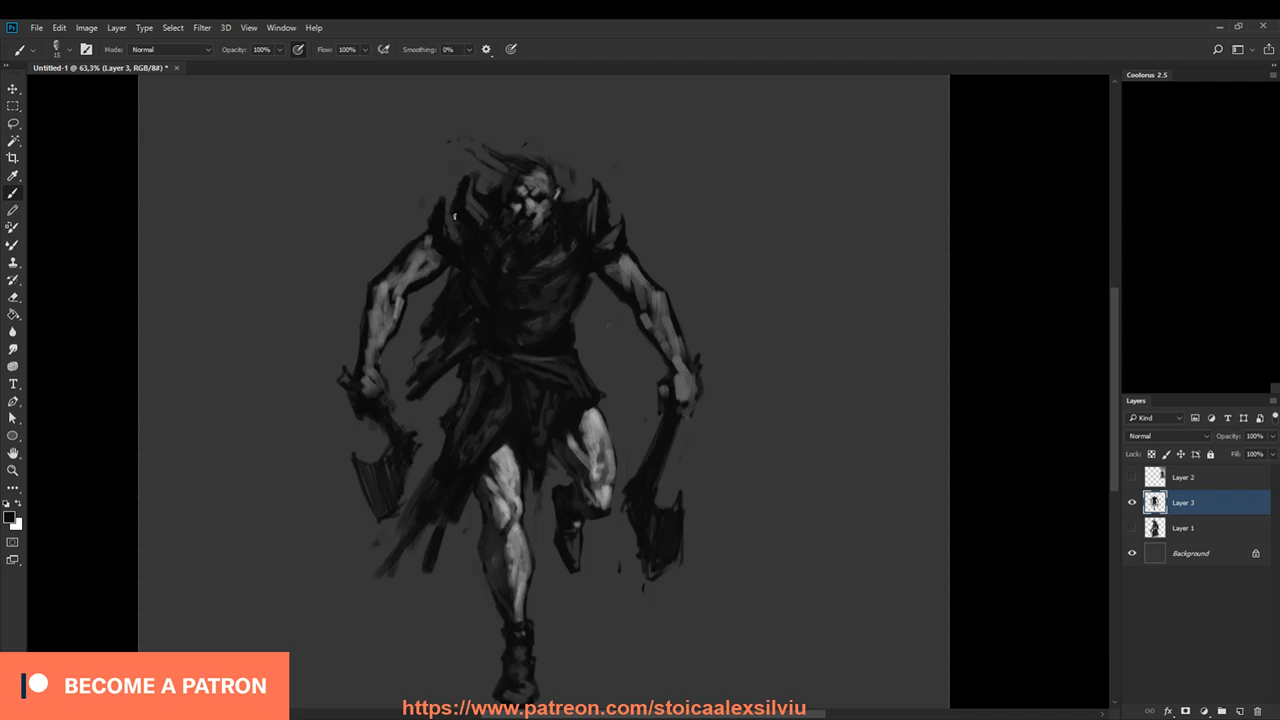 Ps File Edit Image Layer Type Select Filter 3D View Window Help
15 Mode: Normal Opacity: 100% Flow: 100% Smoothing: 0%
Untitled-1 @ 63,3% (Layer 3, RGB/8#) *
Coolorus 2.5
Layers
Kind
Normal Opacity: 100%
Lock: Fill: 100%
Layer 2
Layer 3
Layer 1
Background
BECOME A PATRON
https://www.patreon.com/stoicaalexsilviu